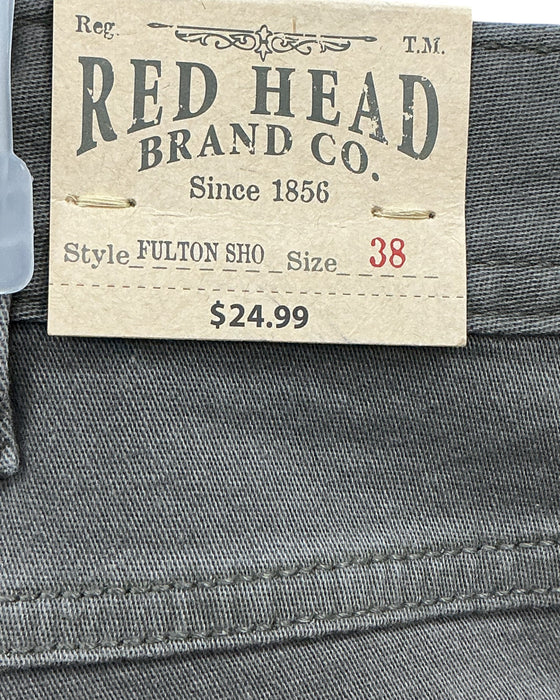 Reg. T.M.
RED HEAD
BRAND CO.
Since 1856
Style FULTON SHO Size 38
$24.99